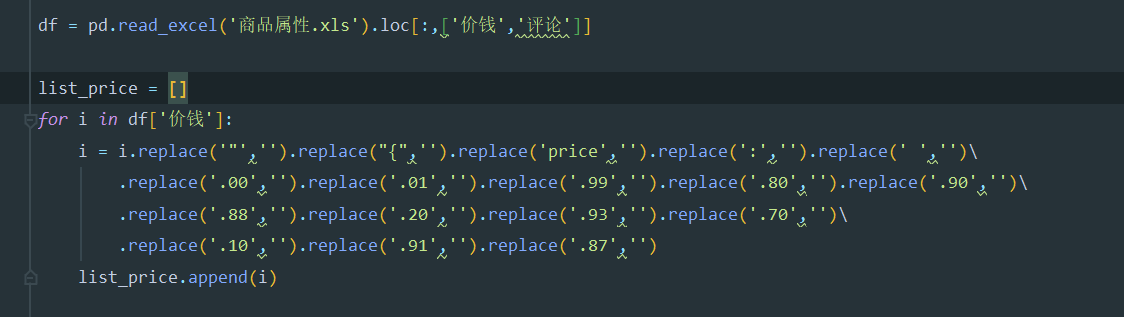 df = pd.read_excel('商品属性.xls').loc[:,['价钱','评论']]
list_price = []
for i in df['价钱']:
    i = i.replace('"','').replace("{",'').replace('price','').replace(':','').replace(' ','')\
        .replace('.00','').replace('.01','').replace('.99','').replace('.80','').replace('.90','')\
        .replace('.88','').replace('.20','').replace('.93','').replace('.70','')\
        .replace('.10','').replace('.91','').replace('.87','')
    list_price.append(i)